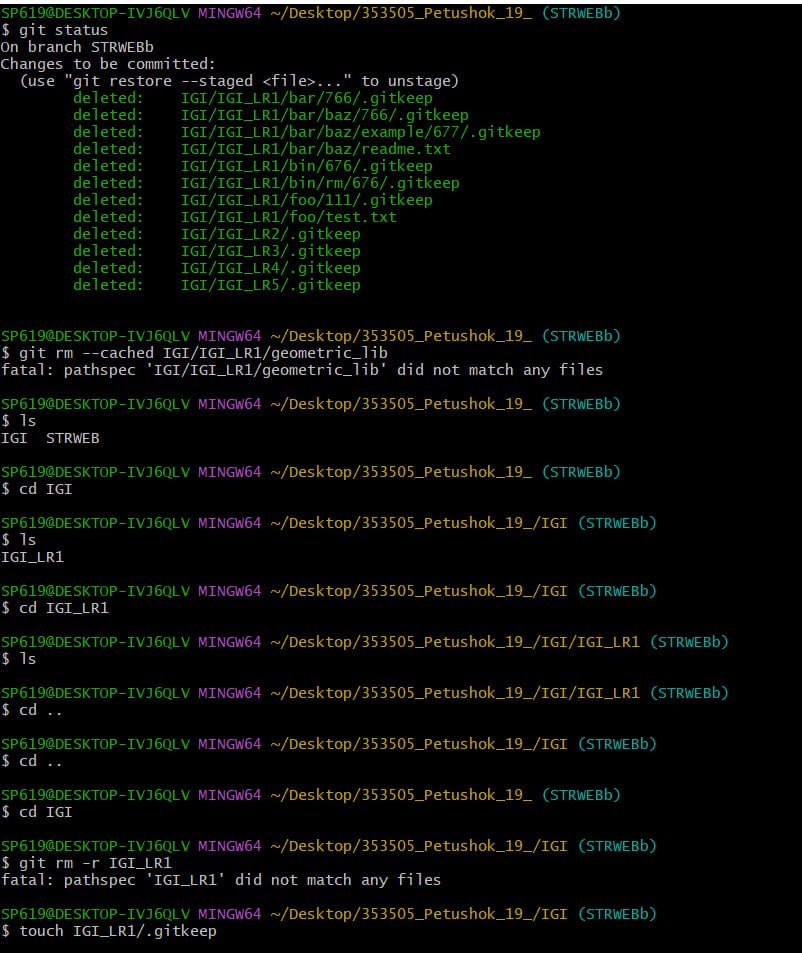 SP619@DESKTOP-IVJ6QLV MINGW64 ~/Desktop/353505_Petushok_19_ (STRWEBb)
$ git status
On branch STRWEBb
Changes to be committed:
  (use "git restore --staged <file>..." to unstage)
        deleted:    IGI/IGI_LR1/bar/766/.gitkeep
        deleted:    IGI/IGI_LR1/bar/baz/766/.gitkeep
        deleted:    IGI/IGI_LR1/bar/baz/example/677/.gitkeep
        deleted:    IGI/IGI_LR1/bar/baz/readme.txt
        deleted:    IGI/IGI_LR1/bin/676/.gitkeep
        deleted:    IGI/IGI_LR1/bin/rm/676/.gitkeep
        deleted:    IGI/IGI_LR1/foo/111/.gitkeep
        deleted:    IGI/IGI_LR1/foo/test.txt
        deleted:    IGI/IGI_LR2/.gitkeep
        deleted:    IGI/IGI_LR3/.gitkeep
        deleted:    IGI/IGI_LR4/.gitkeep
        deleted:    IGI/IGI_LR5/.gitkeep

SP619@DESKTOP-IVJ6QLV MINGW64 ~/Desktop/353505_Petushok_19_ (STRWEBb)
$ git rm --cached IGI/IGI_LR1/geometric_lib
fatal: pathspec 'IGI/IGI_LR1/geometric_lib' did not match any files

SP619@DESKTOP-IVJ6QLV MINGW64 ~/Desktop/353505_Petushok_19_ (STRWEBb)
$ ls
IGI  STRWEB

SP619@DESKTOP-IVJ6QLV MINGW64 ~/Desktop/353505_Petushok_19_ (STRWEBb)
$ cd IGI

SP619@DESKTOP-IVJ6QLV MINGW64 ~/Desktop/353505_Petushok_19_/IGI (STRWEBb)
$ ls
IGI_LR1

SP619@DESKTOP-IVJ6QLV MINGW64 ~/Desktop/353505_Petushok_19_/IGI (STRWEBb)
$ cd IGI_LR1

SP619@DESKTOP-IVJ6QLV MINGW64 ~/Desktop/353505_Petushok_19_/IGI/IGI_LR1 (STRWEBb)
$ ls

SP619@DESKTOP-IVJ6QLV MINGW64 ~/Desktop/353505_Petushok_19_/IGI/IGI_LR1 (STRWEBb)
$ cd ..

SP619@DESKTOP-IVJ6QLV MINGW64 ~/Desktop/353505_Petushok_19_/IGI (STRWEBb)
$ cd ..

SP619@DESKTOP-IVJ6QLV MINGW64 ~/Desktop/353505_Petushok_19_ (STRWEBb)
$ cd IGI

SP619@DESKTOP-IVJ6QLV MINGW64 ~/Desktop/353505_Petushok_19_/IGI (STRWEBb)
$ git rm -r IGI_LR1
fatal: pathspec 'IGI_LR1' did not match any files

SP619@DESKTOP-IVJ6QLV MINGW64 ~/Desktop/353505_Petushok_19_/IGI (STRWEBb)
$ touch IGI_LR1/.gitkeep